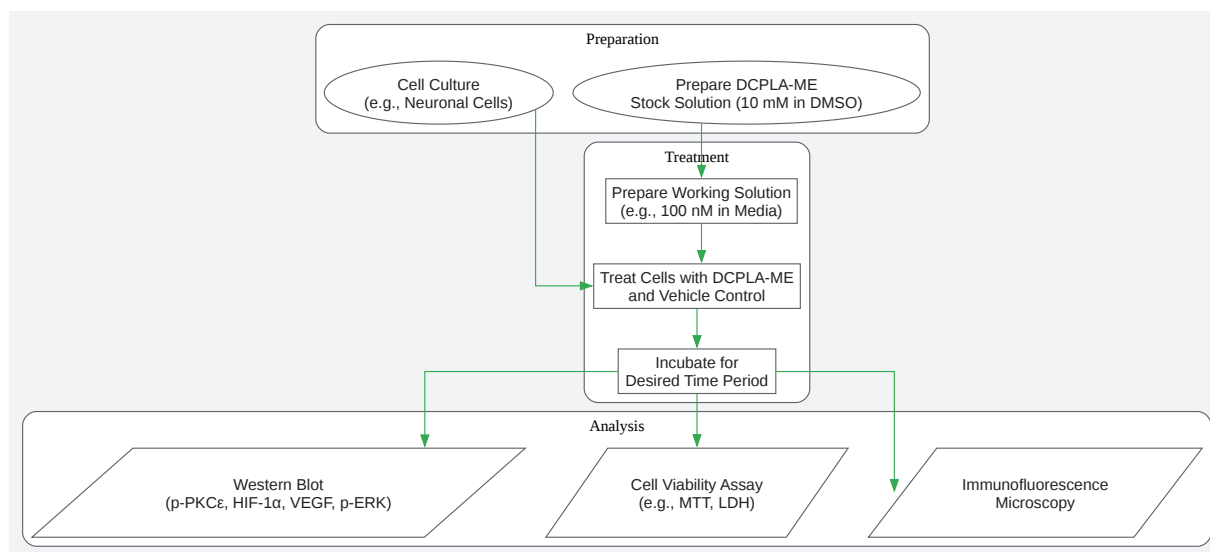 Preparation
Cell Culture
(e.g., Neuronal Cells)
Prepare DCPLA-ME
Stock Solution (10 mM in DMSO)
Treatment
Prepare Working Solution
(e.g., 100 nM in Media)
Treat Cells with DCPLA-ME
and Vehicle Control
Incubate for
Desired Time Period
Analysis
Western Blot
(p-PKCε, HIF-1α, VEGF, p-ERK)
Cell Viability Assay
(e.g., MTT, LDH)
Immunofluorescence
Microscopy